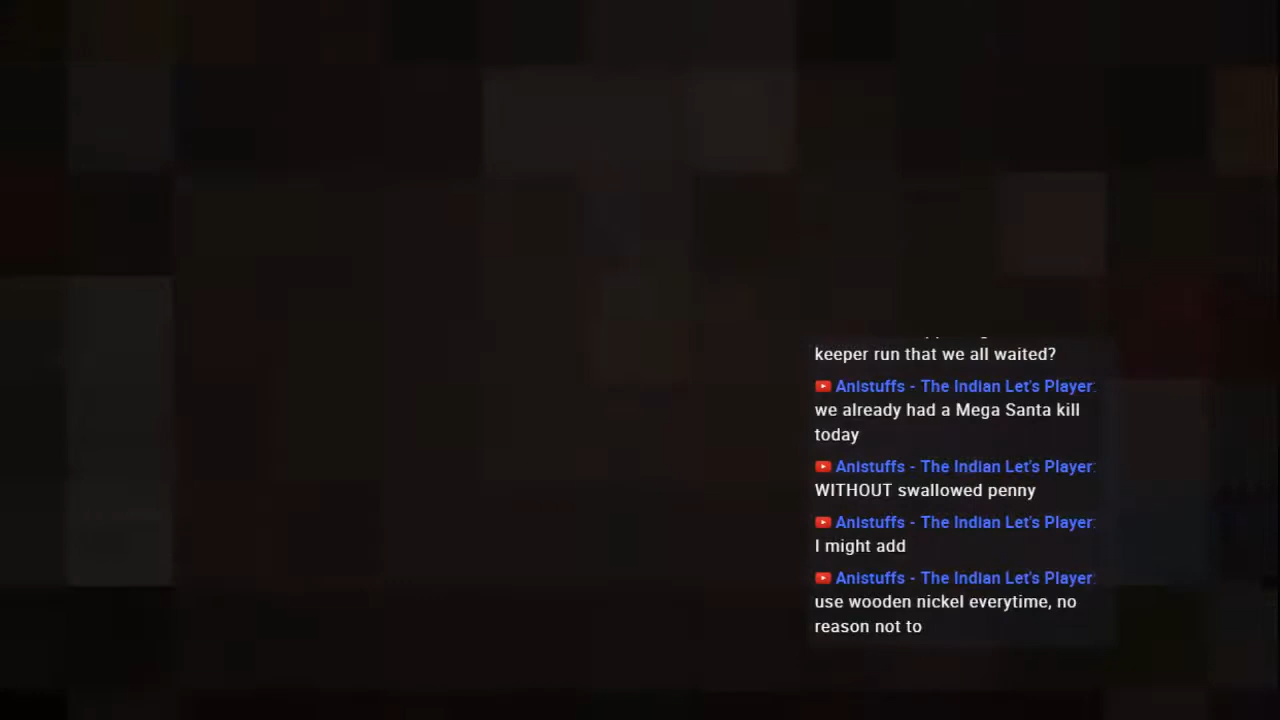 keeper run that we all waited?
Anistuffs - The Indian Let's Player:
we already had a Mega Santa kill
today
Anistuffs - The Indian Let's Player:
WITHOUT swallowed penny
Anistuffs - The Indian Let's Player:
I might add
Anistuffs - The Indian Let's Player:
use wooden nickel everytime, no
reason not to